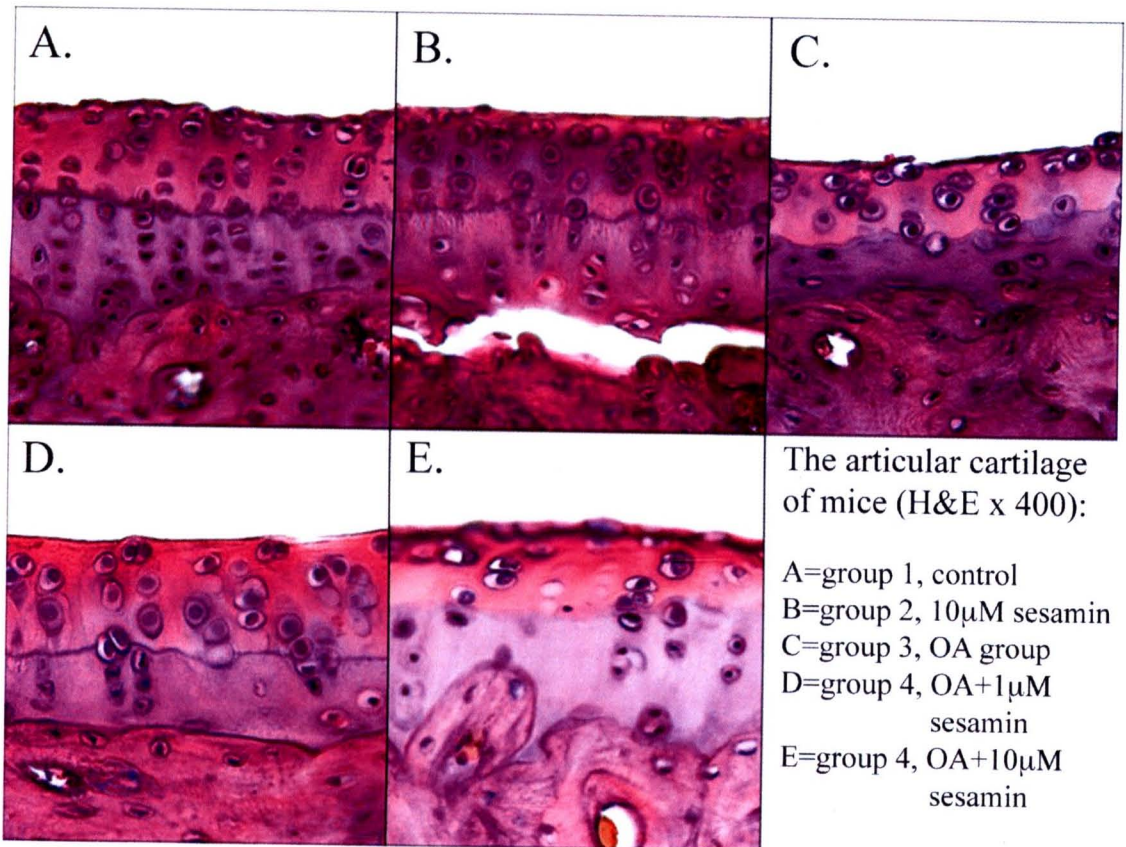 A.
B.
C.
D.
E.
The articular cartilage
of mice (H&E x 400):
A=group 1, control
B=group 2, 10μM sesamin
C=group 3, OA group
D=group 4, OA+1μM
sesamin
E=group 4, OA+10μM
sesamin